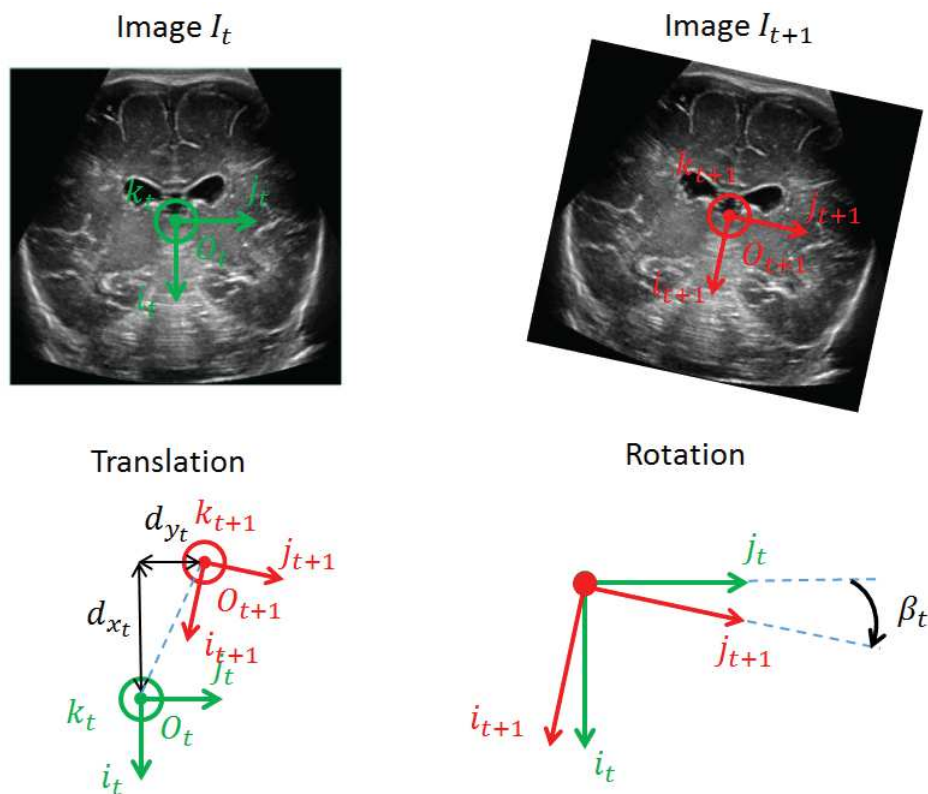 Image I_t
Image I_{t+1}
k_t
j_t
O_t
i_t
k_{t+1}
j_{t+1}
O_{t+1}
i_{t+1}
Translation
Rotation
d_{y_t}
k_{t+1}
j_{t+1}
O_{t+1}
d_{x_t}
i_{t+1}
j_t
k_t
O_t
i_t
j_t
β_t
j_{t+1}
i_{t+1}
i_t